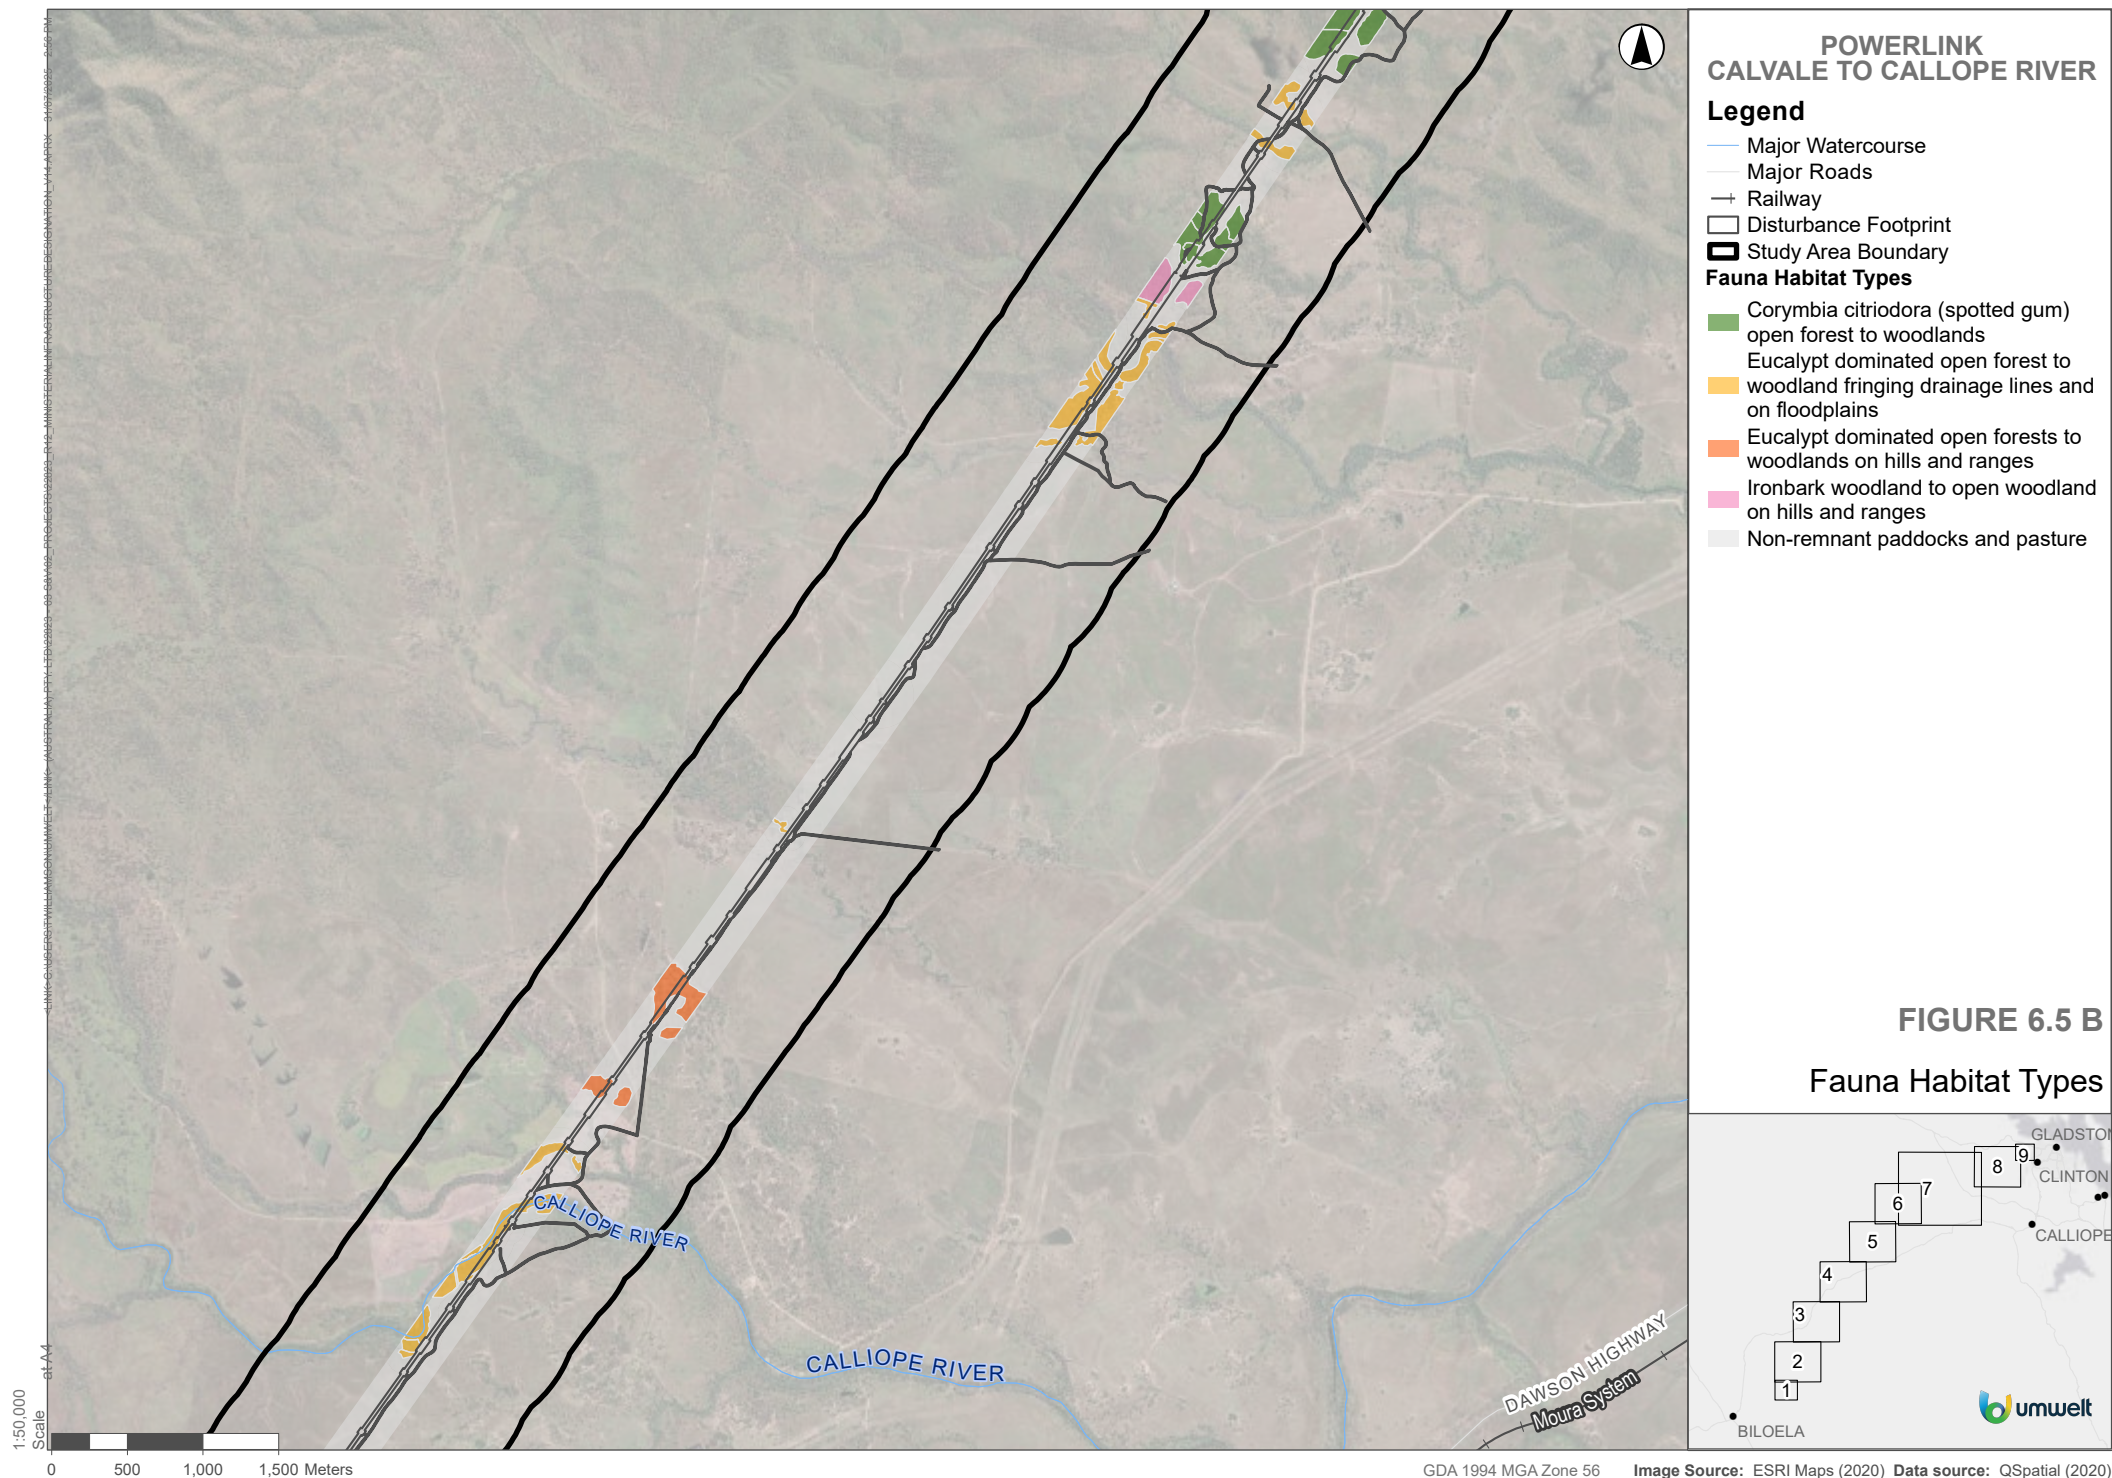 POWERLINK
CALVALE TO CALLOPE RIVER
Legend
Major Watercourse
Major Roads
Railway
Disturbance Footprint
Study Area Boundary
Fauna Habitat Types
Corymbia citriodora (spotted gum)
open forest to woodlands
Eucalypt dominated open forest to
woodland fringing drainage lines and
on floodplains
Eucalypt dominated open forests to
woodlands on hills and ranges
Ironbark woodland to open woodland
on hills and ranges
Non-remnant paddocks and pasture
FIGURE 6.5 B
Fauna Habitat Types
GLADSTON
CLINTON
CALLIOPE
BILOELA
9
8
7
6
5
4
3
2
1
umwelt
CALLIOPE RIVER
CALLIOPE RIVER
DAWSON HIGHWAY
Moura System
1:50,000
Scale
at A4
0 500 1,000 1,500 Meters
GDA 1994 MGA Zone 56 Image Source: ESRI Maps (2020) Data source: QSpatial (2020)